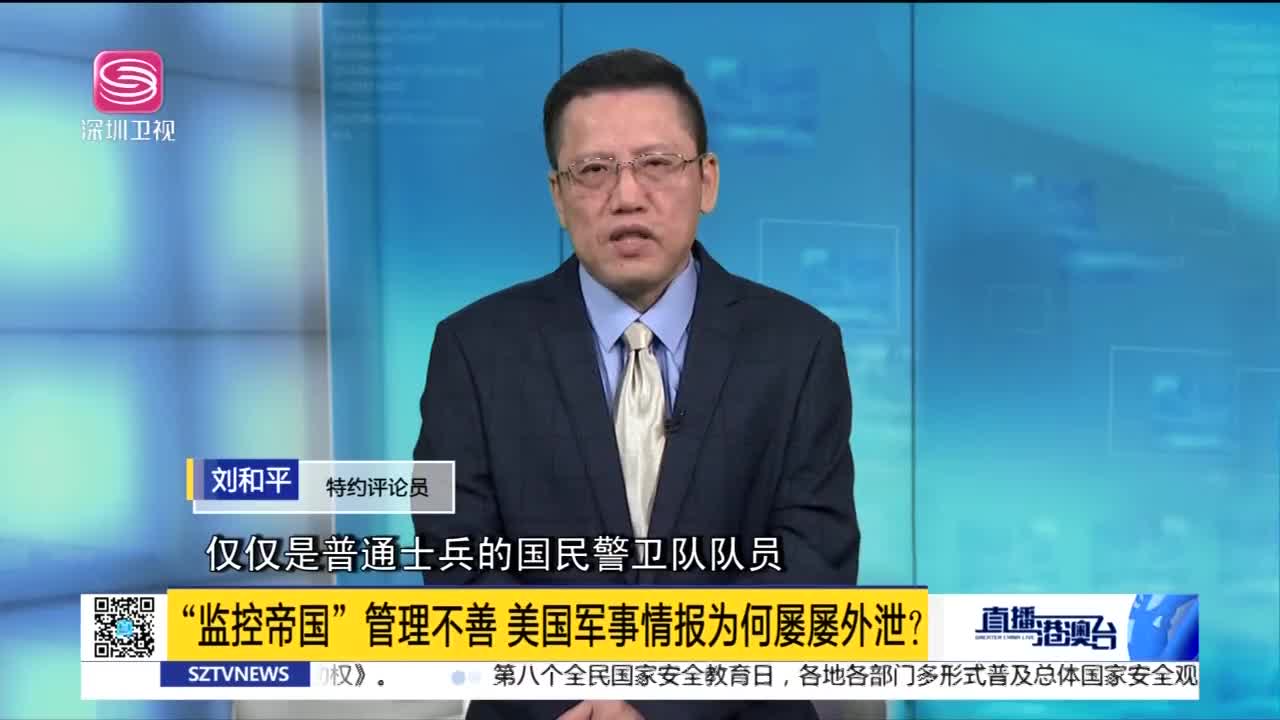 深圳卫视
刘和平
特约评论员
仅仅是普通士兵的国民警卫队队员
“监控帝国”管理不善 美国军事情报为何屡屡外泄？
直播港澳台
GREATER CHINA LIVE
SZTVNEWS
权》。 第八个全民国家安全教育日，各地各部门多形式普及总体国家安全观